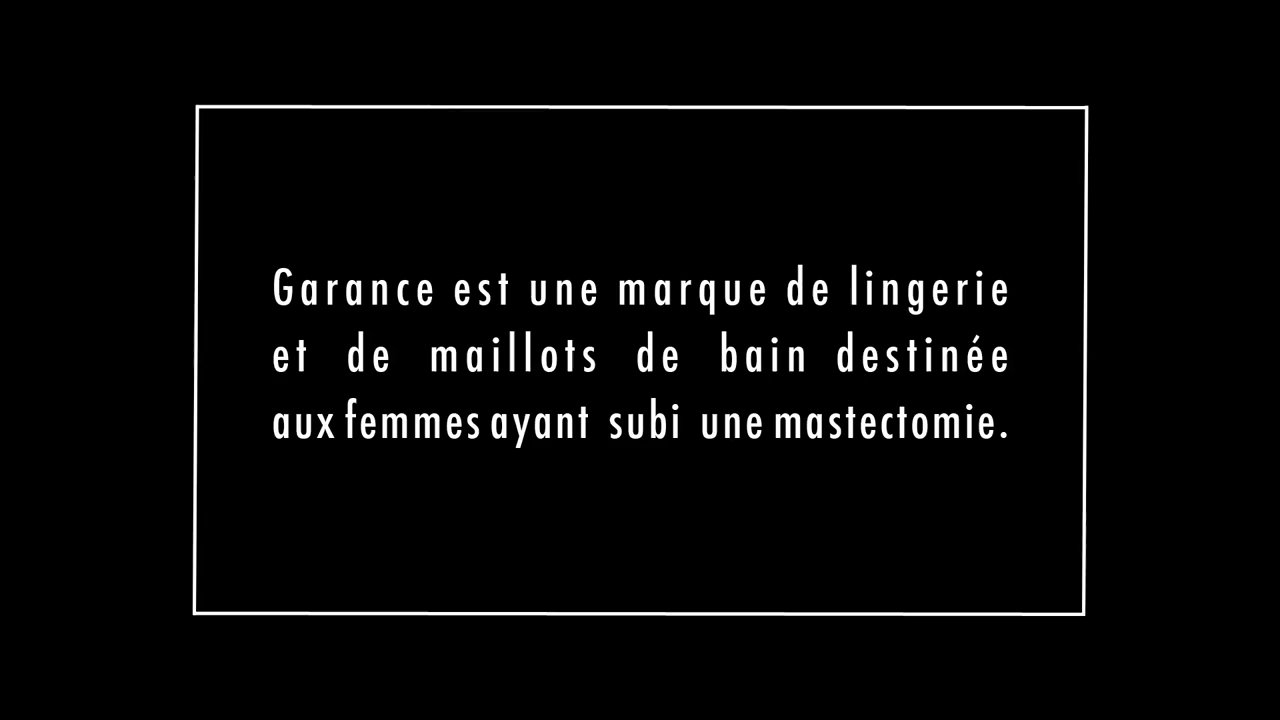 Garance est une marque de lingerie
et de maillots de bain destinée
aux femmes ayant subi une mastectomie.